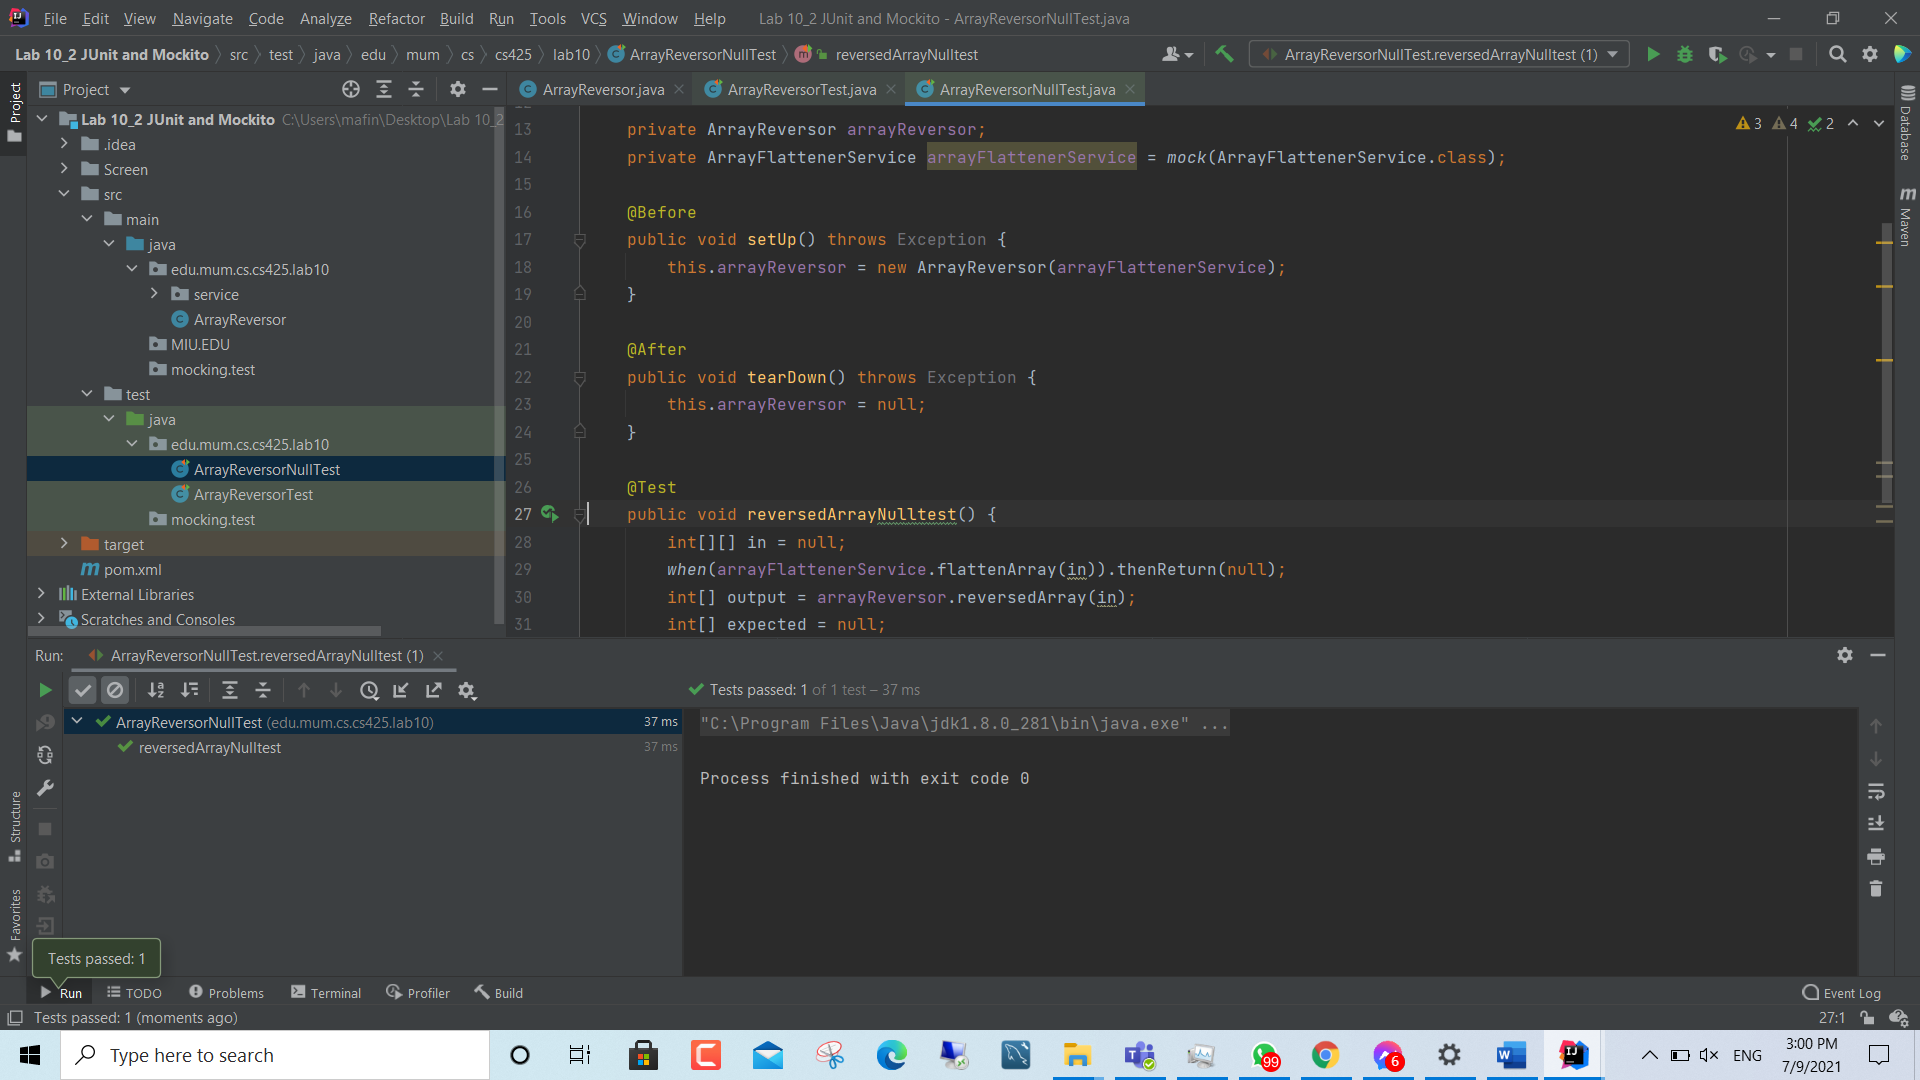 File Edit View Navigate Code Analyze Refactor Build Run Tools VCS Window Help Lab 10_2 JUnit and Mockito - ArrayReversorNullTest.java
Lab 10_2 JUnit and Mockito src test java edu mum cs cs425 lab10 ArrayReversorNullTest reversedArrayNulltest ArrayReversorNullTest.reversedArrayNulltest (1)
Project
Project
ArrayReversor.java ArrayReversorTest.java ArrayReversorNullTest.java
Lab 10_2 JUnit and Mockito C:\Users\mafin\Desktop\Lab 10_2
.idea
Screen
src
main
java
edu.mum.cs.cs425.lab10
service
ArrayReversor
MIU.EDU
mocking.test
test
java
edu.mum.cs.cs425.lab10
ArrayReversorNullTest
ArrayReversorTest
mocking.test
target
pom.xml
External Libraries
Scratches and Consoles
3 4 2
13 private ArrayReversor arrayReversor;
14 private ArrayFlattenerService arrayFlattenerService = mock(ArrayFlattenerService.class);
15
16 @Before
17 public void setUp() throws Exception {
18 this.arrayReversor = new ArrayReversor(arrayFlattenerService);
19 }
20
21 @After
22 public void tearDown() throws Exception {
23 this.arrayReversor = null;
24 }
25
26 @Test
27 public void reversedArrayNulltest() {
28 int[][] in = null;
29 when(arrayFlattenerService.flattenArray(in)).thenReturn(null);
30 int[] output = arrayReversor.reversedArray(in);
31 int[] expected = null;
Database
Maven
Run: ArrayReversorNullTest.reversedArrayNulltest (1)
Tests passed: 1 of 1 test – 37 ms
ArrayReversorNullTest (edu.mum.cs.cs425.lab10) 37 ms
reversedArrayNulltest 37 ms
"C:\Program Files\Java\jdk1.8.0_281\bin\java.exe" ...
Process finished with exit code 0
Structure
Favorites
Tests passed: 1
Run TODO Problems Terminal Profiler Build Event Log
Tests passed: 1 (moments ago) 27:1
Type here to search
99
6
ENG
3:00 PM
7/9/2021